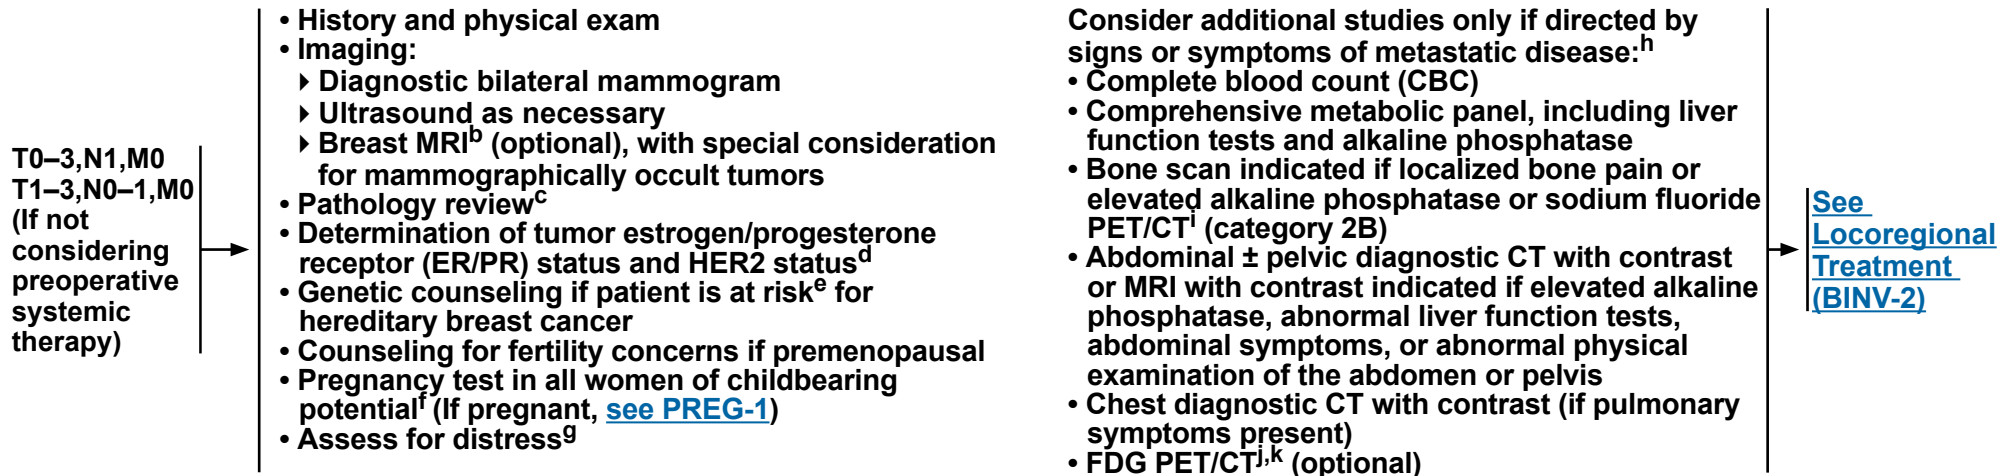 T0–3,N1,M0
T1–3,N0–1,M0
(If not
considering
preoperative
systemic
therapy)
• History and physical exam
• Imaging:
▸ Diagnostic bilateral mammogram
▸ Ultrasound as necessary
▸ Breast MRIb (optional), with special consideration
for mammographically occult tumors
• Pathology reviewc
• Determination of tumor estrogen/progesterone
receptor (ER/PR) status and HER2 statusd
• Genetic counseling if patient is at riske for
hereditary breast cancer
• Counseling for fertility concerns if premenopausal
• Pregnancy test in all women of childbearing
potentialf (If pregnant, see PREG-1)
• Assess for distressg
Consider additional studies only if directed by
signs or symptoms of metastatic disease:h
• Complete blood count (CBC)
• Comprehensive metabolic panel, including liver
function tests and alkaline phosphatase
• Bone scan indicated if localized bone pain or
elevated alkaline phosphatase or sodium fluoride
PET/CTi (category 2B)
• Abdominal ± pelvic diagnostic CT with contrast
or MRI with contrast indicated if elevated alkaline
phosphatase, abnormal liver function tests,
abdominal symptoms, or abnormal physical
examination of the abdomen or pelvis
• Chest diagnostic CT with contrast (if pulmonary
symptoms present)
• FDG PET/CTj,k (optional)
See
Locoregional
Treatment
(BINV-2)